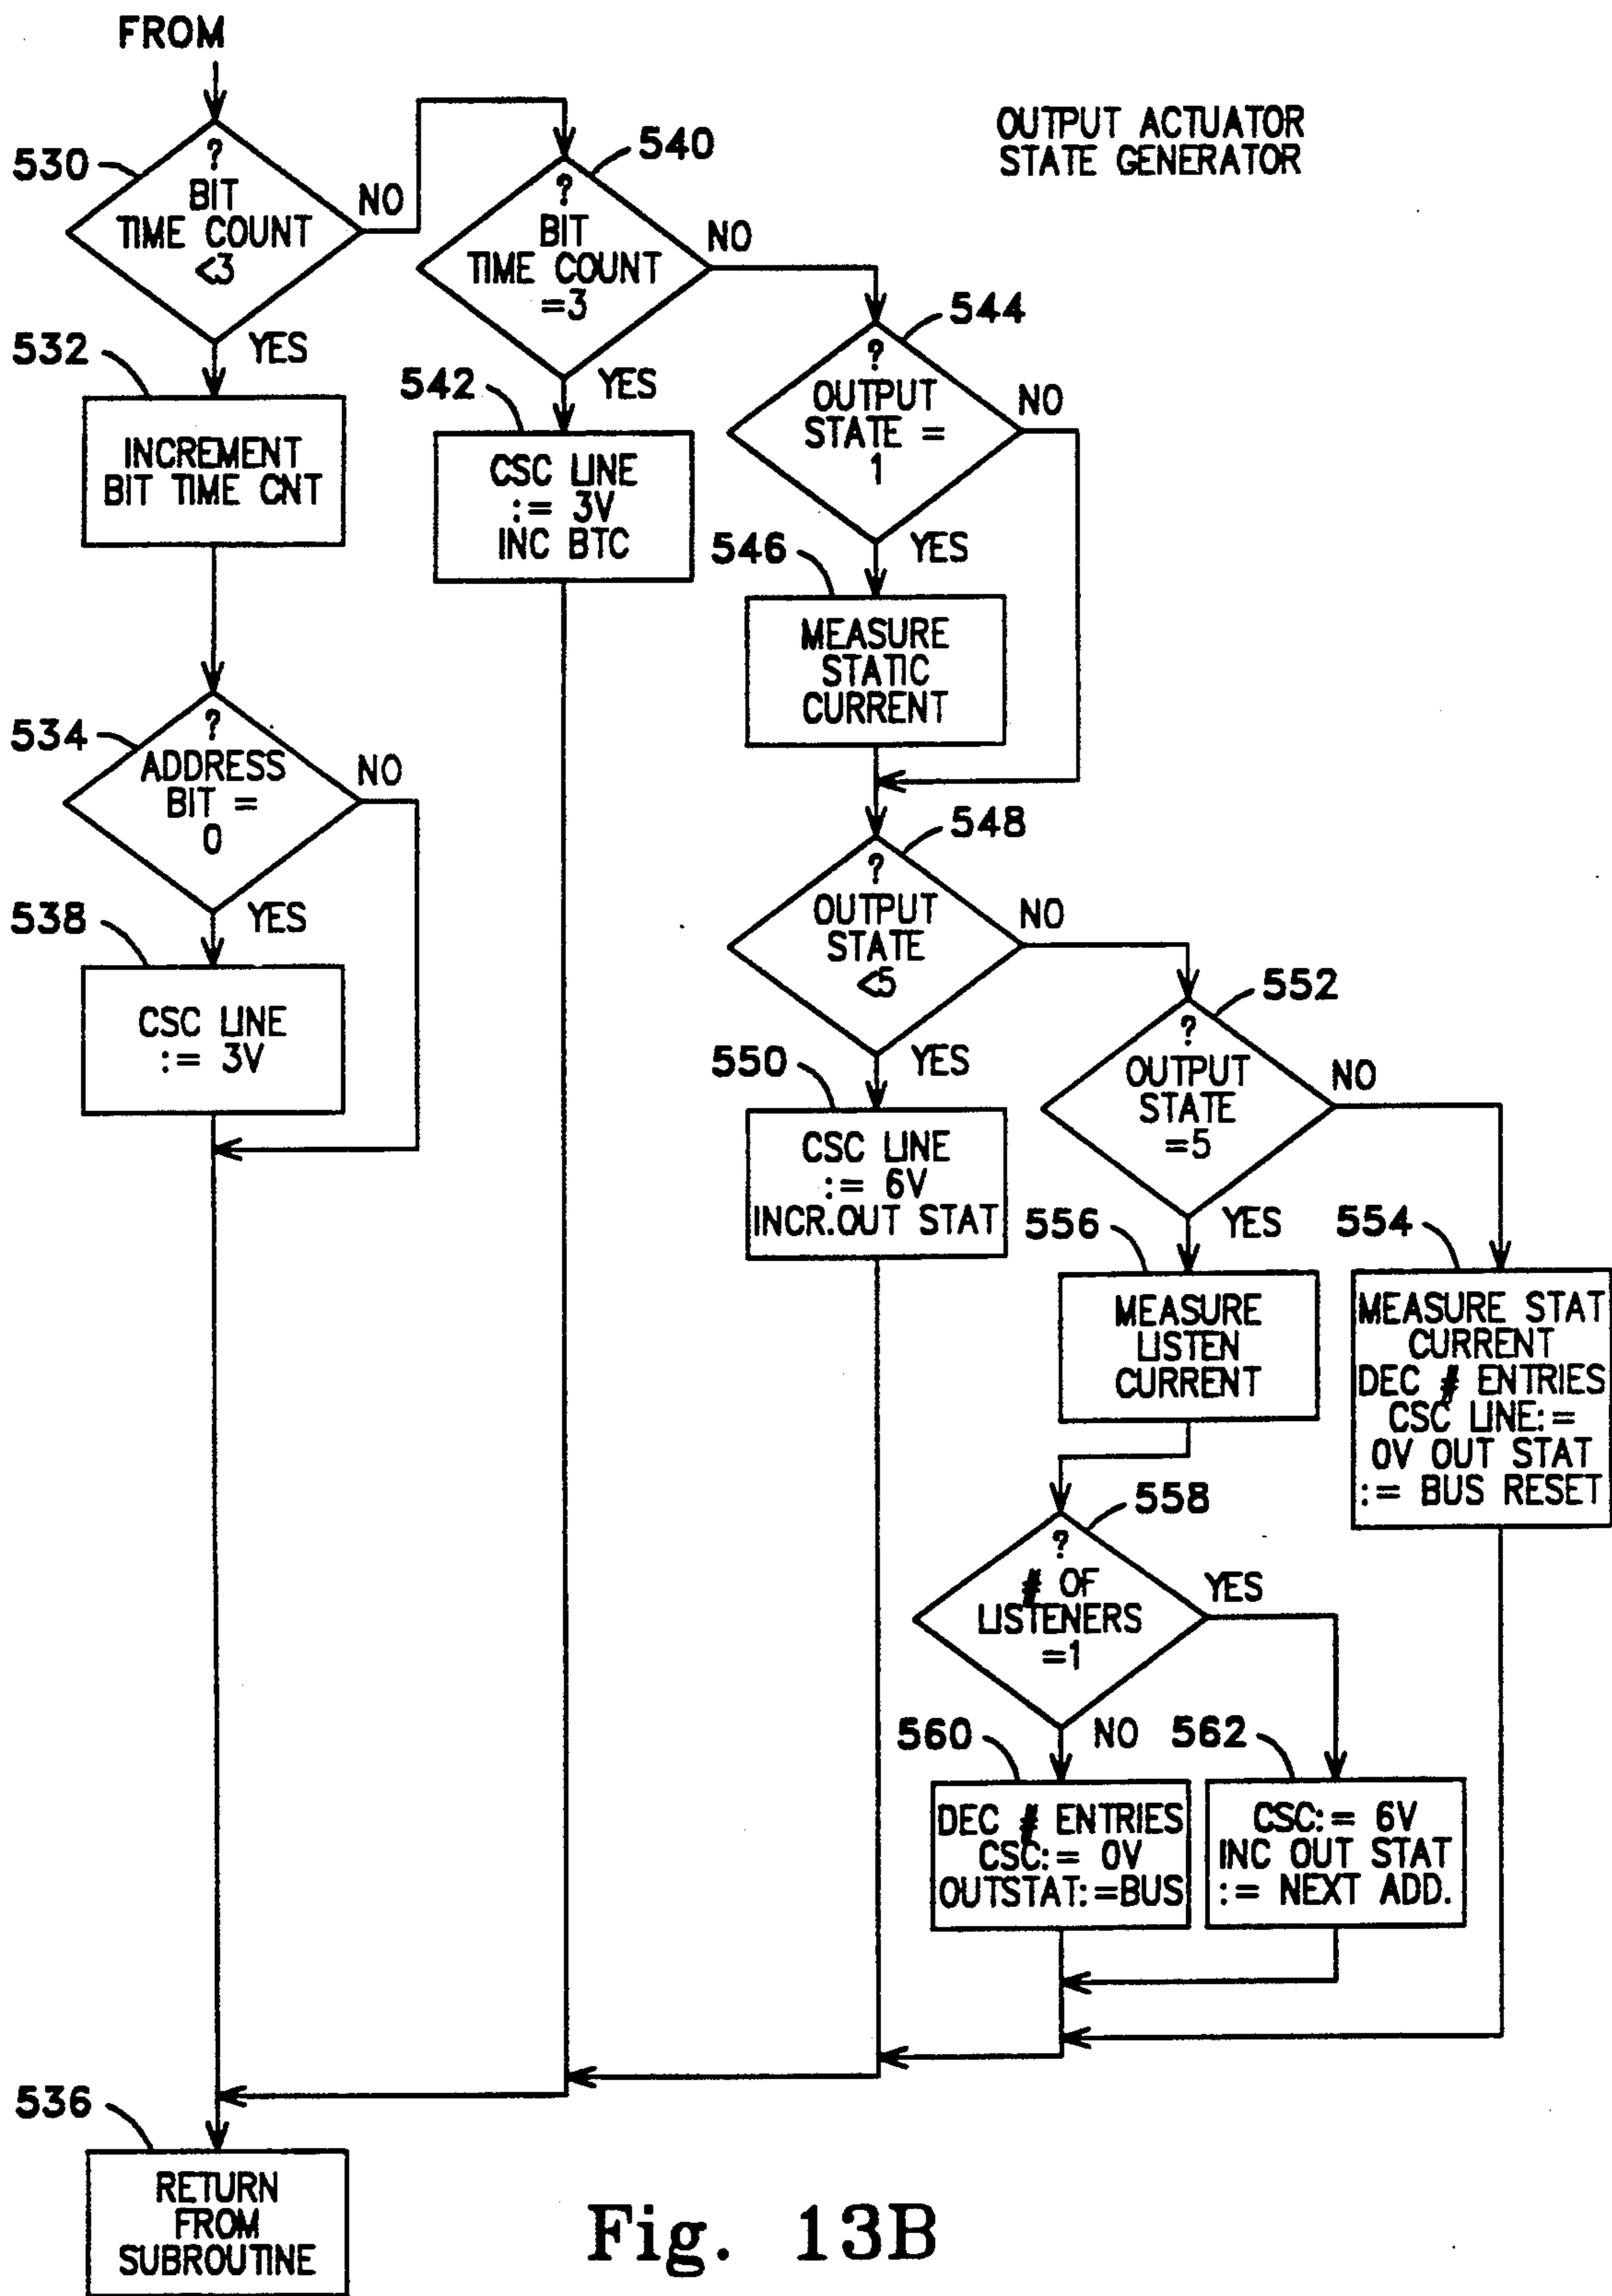 FROM
OUTPUT ACTUATOR
STATE GENERATOR
530
?
BIT
TIME COUNT
<3
NO
YES
532
INCREMENT
BIT TIME CNT
534
?
ADDRESS
BIT =
0
NO
YES
538
CSC LINE
:= 3V
536
RETURN
FROM
SUBROUTINE
540
?
BIT
TIME COUNT
=3
NO
YES
542
CSC LINE
:= 3V
INC BTC
544
?
OUTPUT
STATE =
1
NO
YES
546
MEASURE
STATIC
CURRENT
548
?
OUTPUT
STATE
<5
NO
YES
550
CSC LINE
:= 6V
INCR.OUT STAT
552
?
OUTPUT
STATE
=5
NO
YES
554
MEASURE STAT
CURRENT
DEC # ENTRIES
CSC LINE:=
0V OUT STAT
:= BUS RESET
556
MEASURE
LISTEN
CURRENT
558
?
# OF
LISTENERS
=1
YES
NO
560
DEC # ENTRIES
CSC:= 0V
OUTSTAT:=BUS
562
CSC:= 6V
INC OUT STAT
:= NEXT ADD.
Fig. 13B